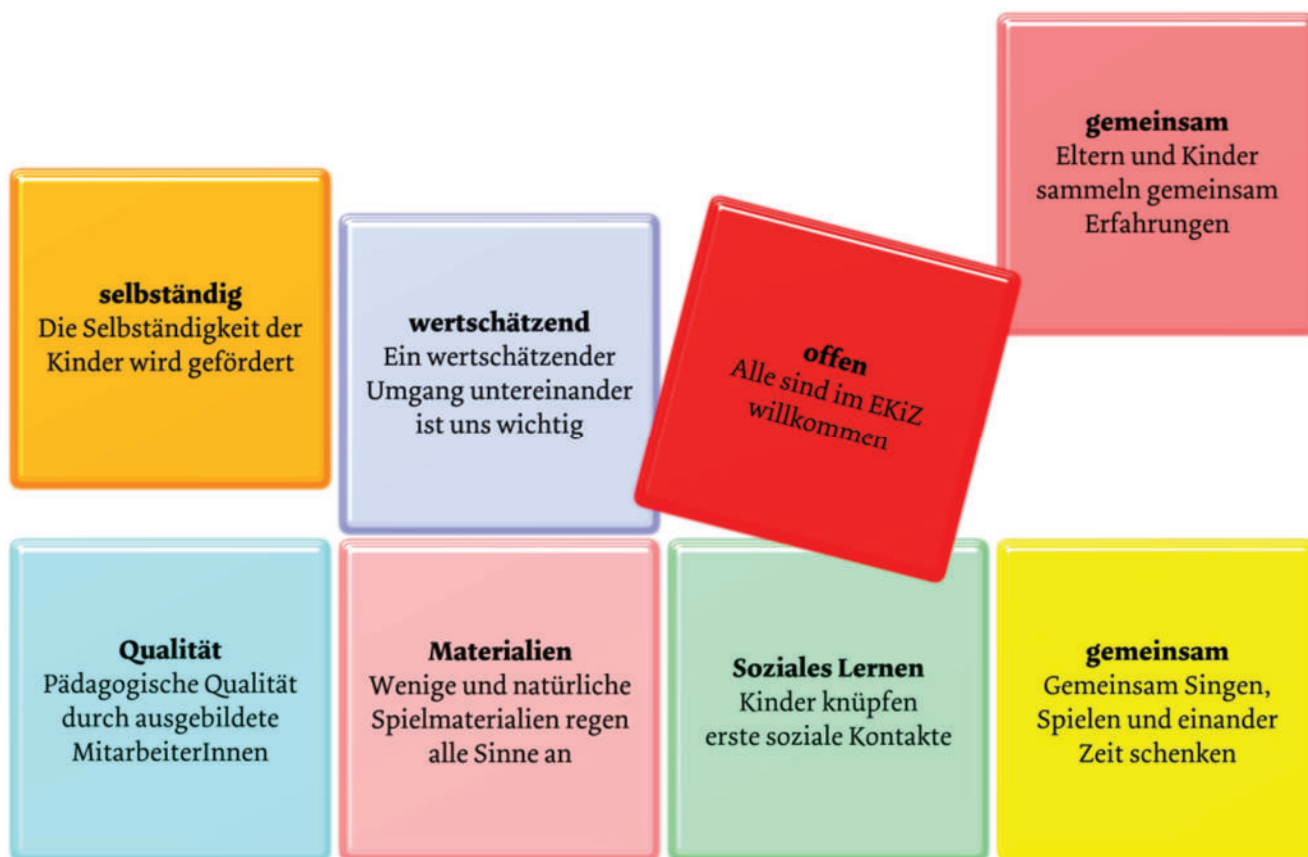 gemeinsam
Eltern und Kinder
sammeln gemeinsam
Erfahrungen
selbständig
Die Selbständigkeit der
Kinder wird gefördert
wertschätzend
Ein wertschätzender
Umgang untereinander
ist uns wichtig
offen
Alle sind im EKiZ
willkommen
Qualität
Pädagogische Qualität
durch ausgebildete
MitarbeiterInnen
Materialien
Wenige und natürliche
Spielmaterialien regen
alle Sinne an
Soziales Lernen
Kinder knüpfen
erste soziale Kontakte
gemeinsam
Gemeinsam Singen,
Spielen und einander
Zeit schenken